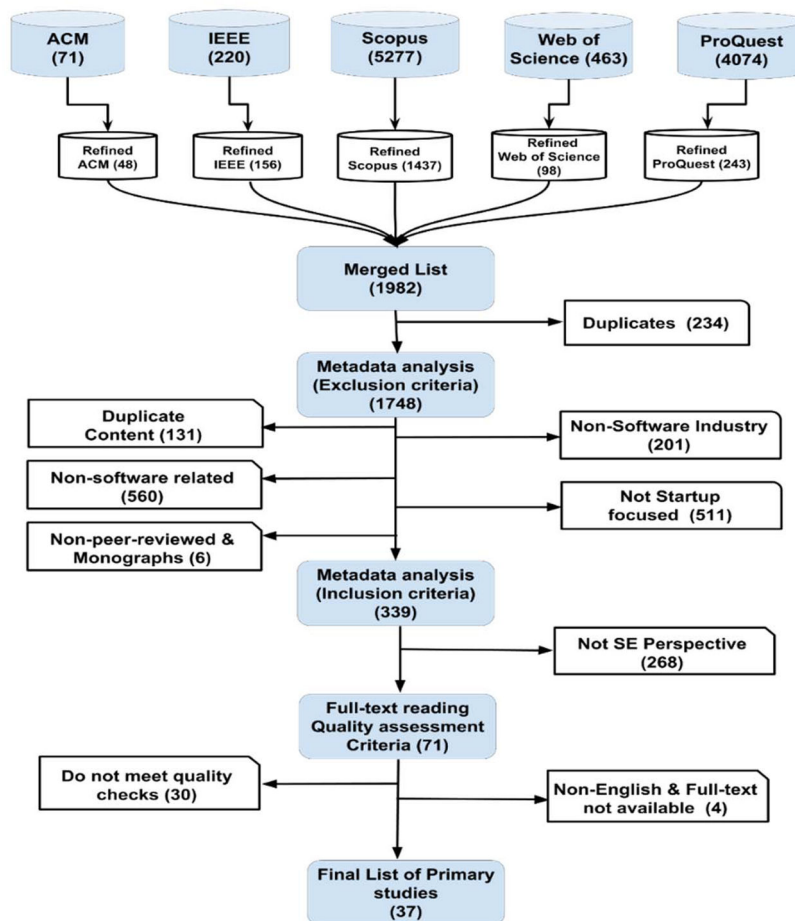 ACM
(71)
IEEE
(220)
Scopus
(5277)
Web of
Science (463)
ProQuest
(4074)
Refined
ACM (48)
Refined
IEEE (156)
Refined
Scopus (1437)
Refined
Web of Science
(98)
Refined
ProQuest (243)
Merged List
(1982)
Duplicates (234)
Metadata analysis
(Exclusion criteria)
(1748)
Duplicate
Content (131)
Non-Software Industry
(201)
Non-software related
(560)
Not Startup
focused (511)
Non-peer-reviewed &
Monographs (6)
Metadata analysis
(Inclusion criteria)
(339)
Not SE Perspective
(268)
Full-text reading
Quality assessment
Criteria (71)
Do not meet quality
checks (30)
Non-English & Full-text
not available (4)
Final List of Primary
studies
(37)